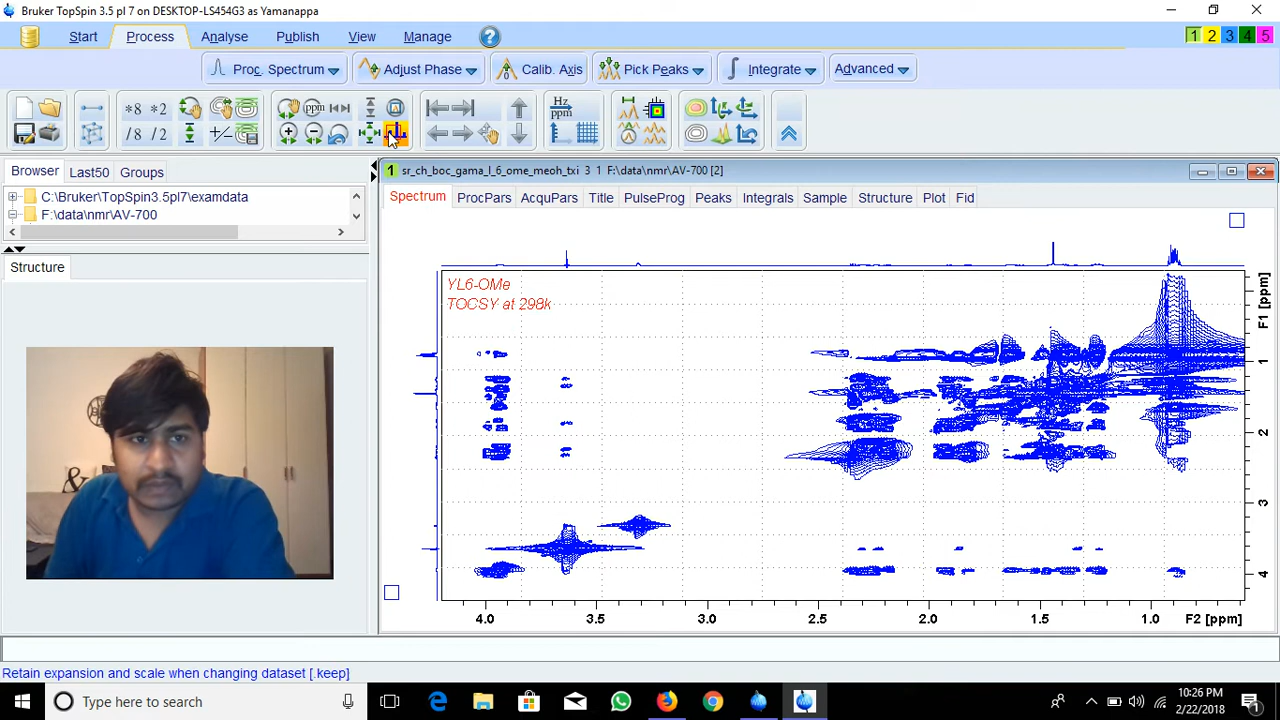 Bruker TopSpin 3.5 pl 7 on DESKTOP-LS454G3 as Yamanappa
Start Process Analyse Publish View Manage ? 1 2 3 4 5
Proc. Spectrum Adjust Phase Calib. Axis Pick Peaks Integrate Advanced
*8 *2 ppm Hz ppm
/8 /2
Browser Last50 Groups
C:\Bruker\TopSpin3.5pl7\examdata
F:\data\nmr\AV-700
Structure
1 sr_ch_boc_gama_l_6_ome_meoh_txi 3 1 F:\data\nmr\AV-700 [2]
Spectrum ProcPars AcquPars Title PulseProg Peaks Integrals Sample Structure Plot Fid
YL6-OMe
TOCSY at 298k
F1 [ppm]
1
2
3
4
4.0 3.5 3.0 2.5 2.0 1.5 1.0 F2 [ppm]
Retain expansion and scale when changing dataset [.keep]
Type here to search
10:26 PM
2/22/2018